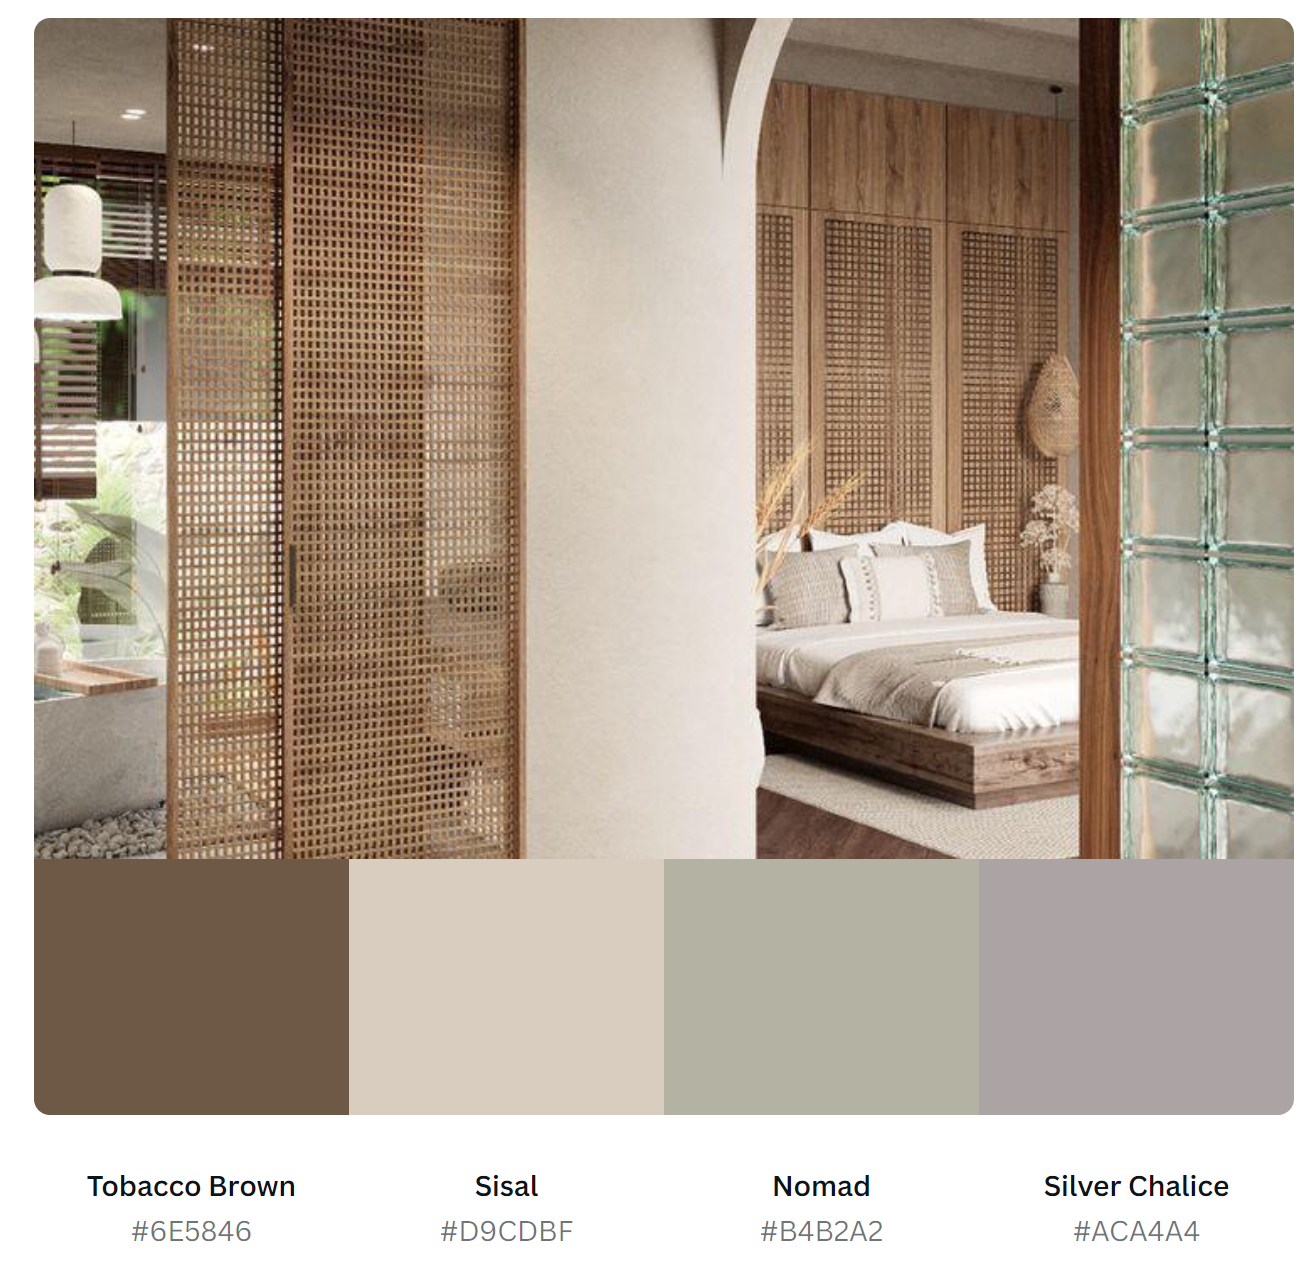 Tobacco Brown
#6E5846
Sisal
#D9CDBF
Nomad
#B4B2A2
Silver Chalice
#ACA4A4